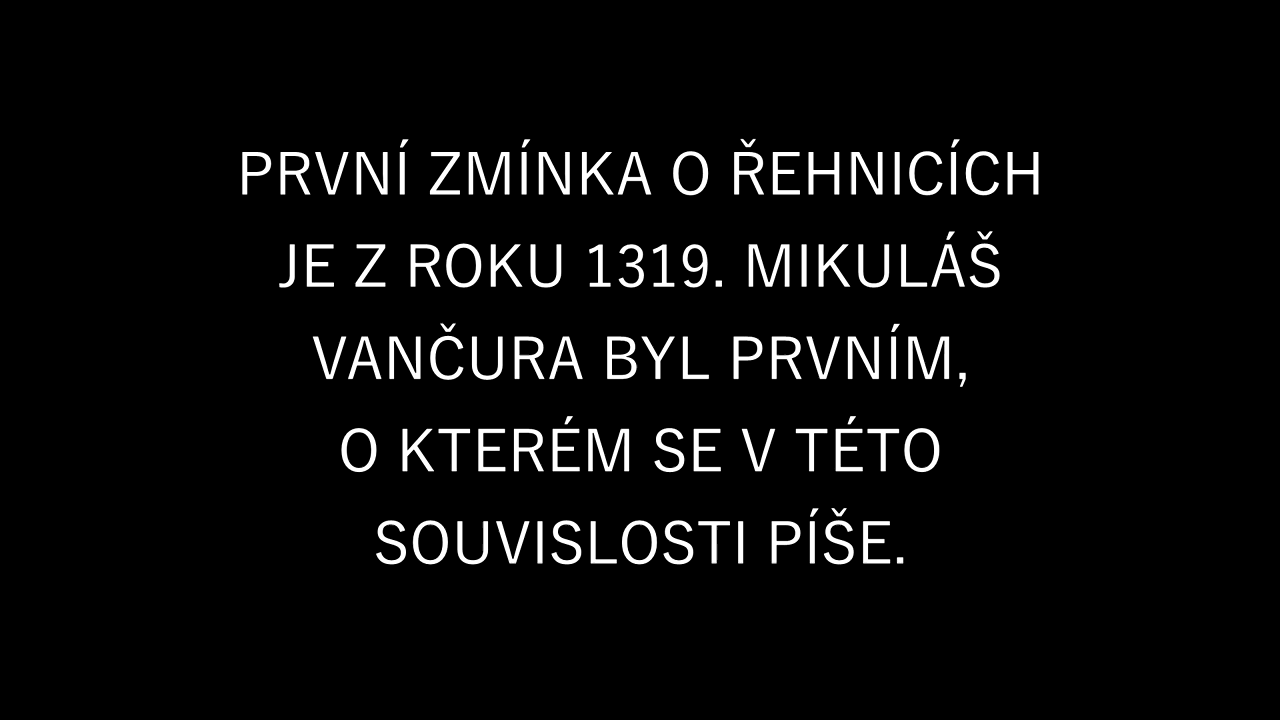 PRVNÍ ZMÍNKA O ŘEHNICÍCH
JE Z ROKU 1319. MIKULÁŠ
VANČURA BYL PRVNÍM,
O KTERÉM SE V TÉTO
SOUVISLOSTI PÍŠE.